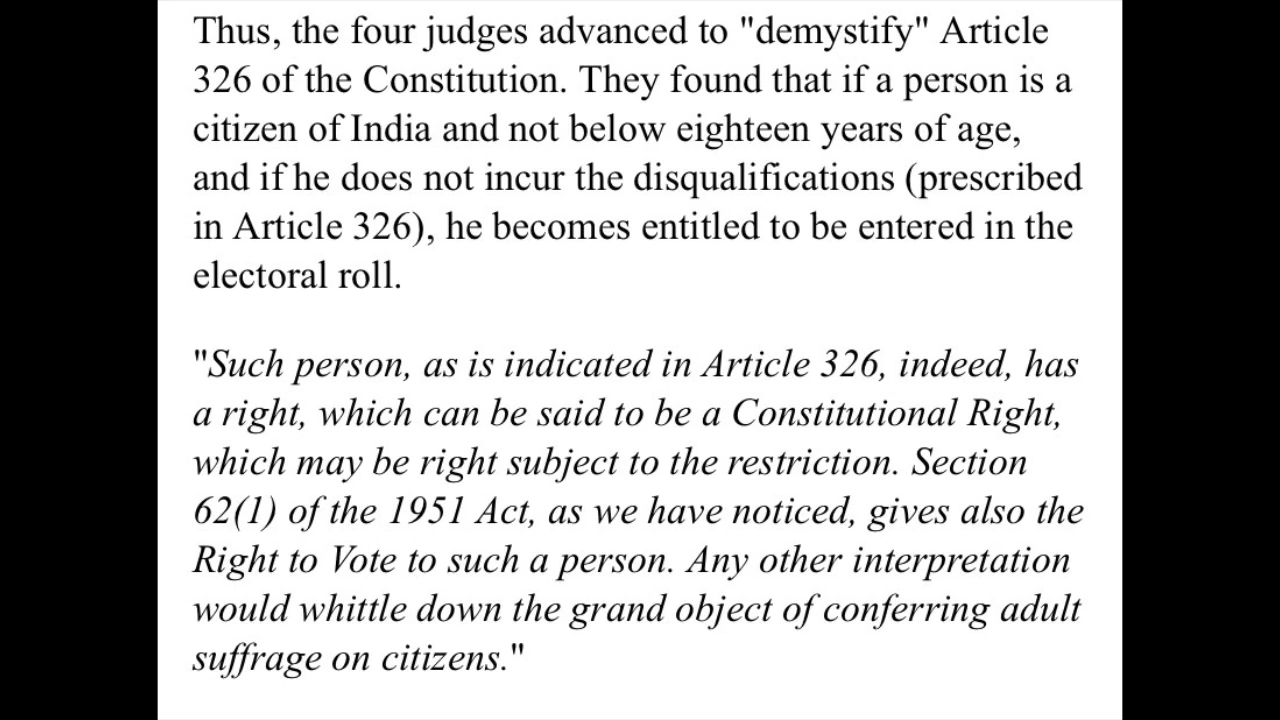 Thus, the four judges advanced to "demystify" Article
326 of the Constitution. They found that if a person is a
citizen of India and not below eighteen years of age,
and if he does not incur the disqualifications (prescribed
in Article 326), he becomes entitled to be entered in the
electoral roll.
"Such person, as is indicated in Article 326, indeed, has
a right, which can be said to be a Constitutional Right,
which may be right subject to the restriction. Section
62(1) of the 1951 Act, as we have noticed, gives also the
Right to Vote to such a person. Any other interpretation
would whittle down the grand object of conferring adult
suffrage on citizens."